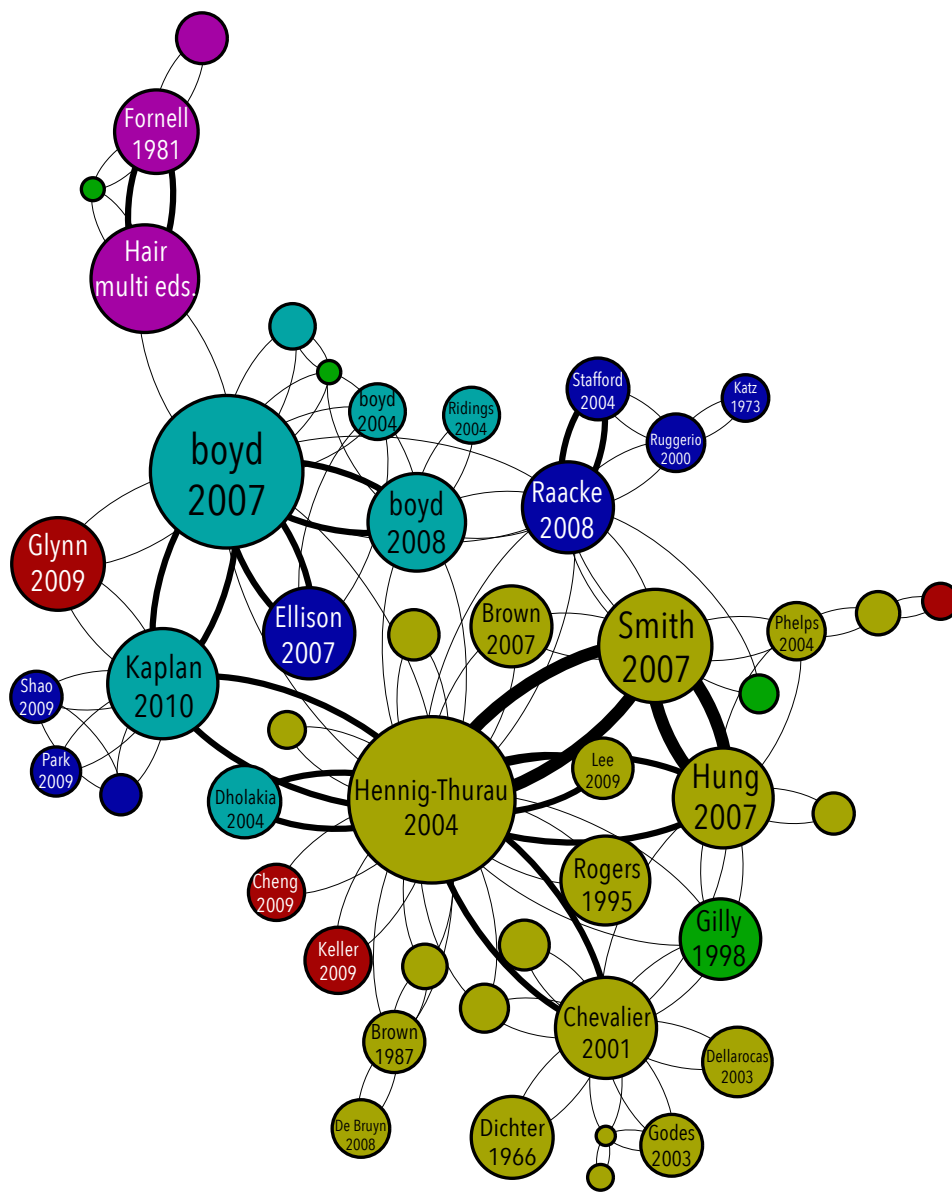 Fornell
1981
Hair
multi eds.
boyd
2004
Ridings
2004
Stafford
2004
Katz
1973
Ruggerio
2000
boyd
2007
boyd
2008
Raacke
2008
Glynn
2009
Ellison
2007
Brown
2007
Smith
2007
Phelps
2004
Kaplan
2010
Shao
2009
Park
2009
Dholakia
2004
Hennig-Thurau
2004
Lee
2009
Hung
2007
Cheng
2009
Rogers
1995
Keller
2009
Gilly
1998
Brown
1987
Chevalier
2001
Dellarocas
2003
De Bruyn
2008
Dichter
1966
Godes
2003